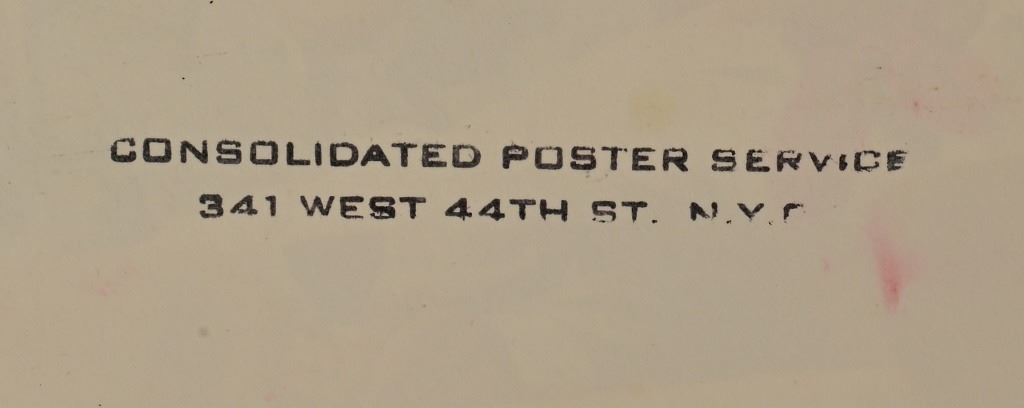 CONSOLIDATED POSTER SERVICE
341 WEST 44TH ST. N.Y.C